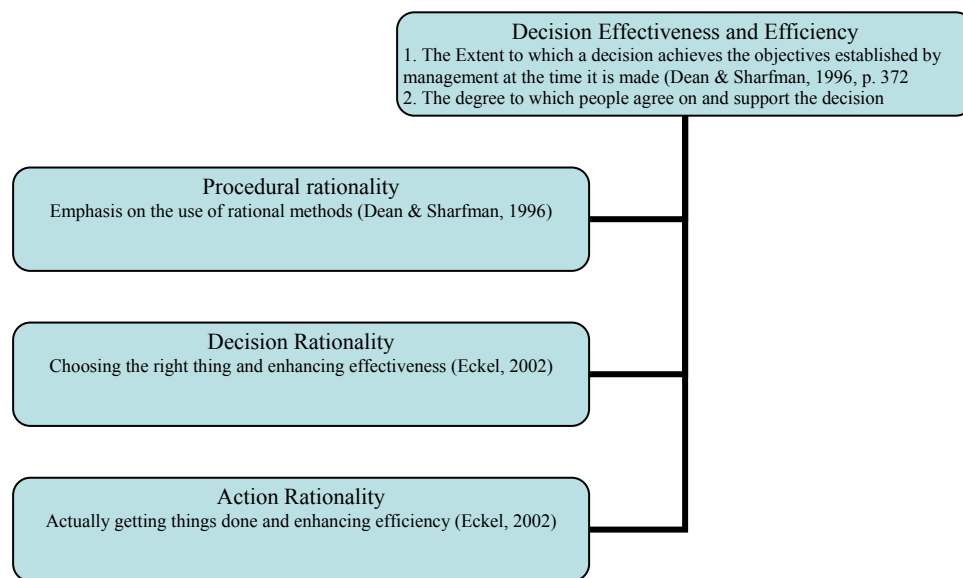 Decision Effectiveness and Efficiency
1. The Extent to which a decision achieves the objectives established by
management at the time it is made (Dean & Sharfman, 1996, p. 372
2. The degree to which people agree on and support the decision
Procedural rationality
Emphasis on the use of rational methods (Dean & Sharfman, 1996)
Decision Rationality
Choosing the right thing and enhancing effectiveness (Eckel, 2002)
Action Rationality
Actually getting things done and enhancing efficiency (Eckel, 2002)